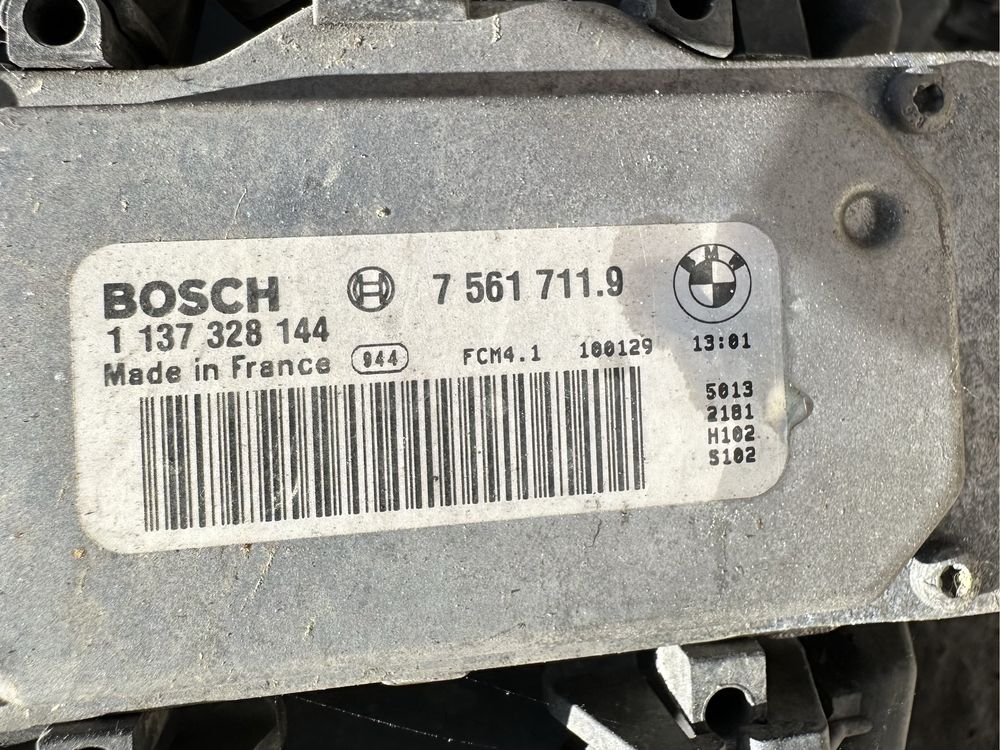 BOSCH 7 561 711.9
1 137 328 144
Made in France 944 FCM4.1 100129 13:01
5013
2181
H102
S102
M